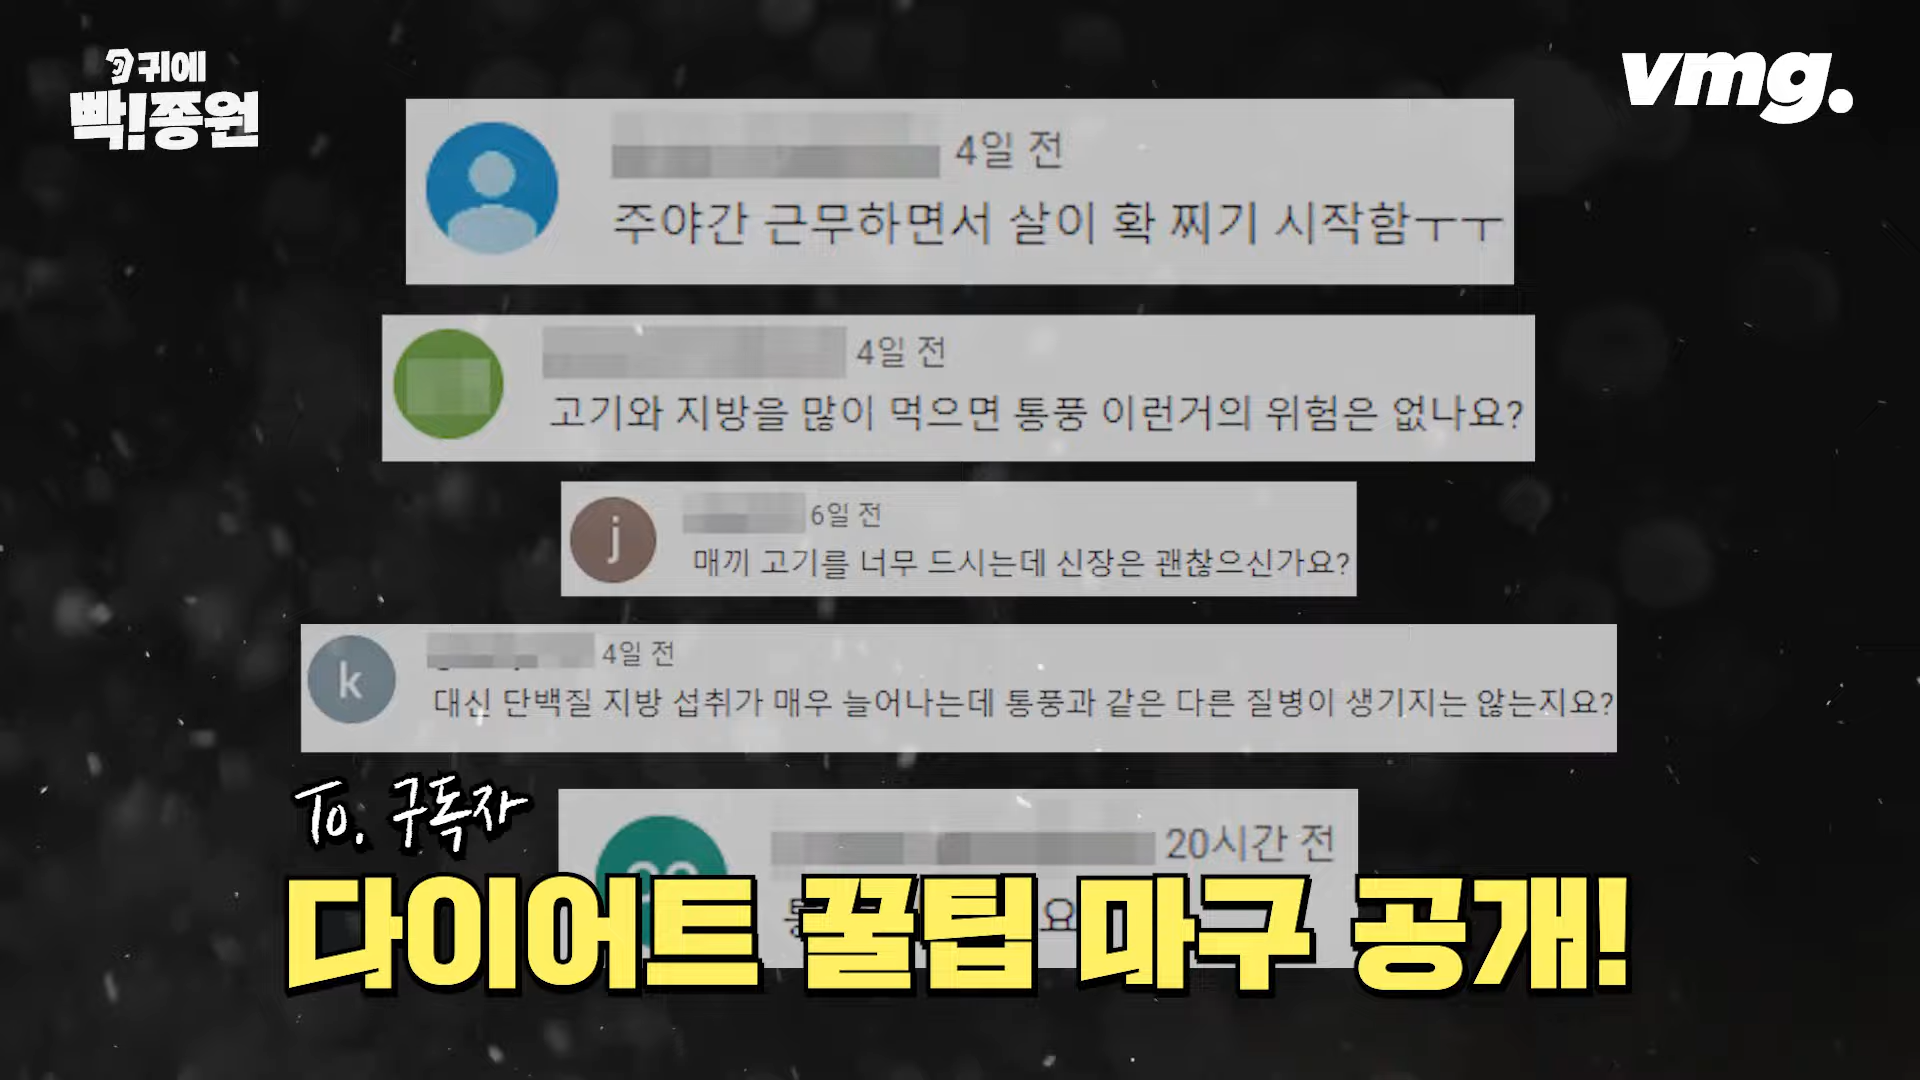 귀에
빡!종원
vmg.
4일 전
주야간 근무하면서 살이 확 찌기 시작함ㅜㅜ
4일 전
고기와 지방을 많이 먹으면 통풍 이런거의 위험은 없나요?
j
6일 전
매끼 고기를 너무 드시는데 신장은 괜찮으신가요?
k
4일 전
대신 단백질 지방 섭취가 매우 늘어나는데 통풍과 같은 다른 질병이 생기지는 않는지요?
To. 구독자
20시간 전
다이어트 꿀팁 마구 공개!